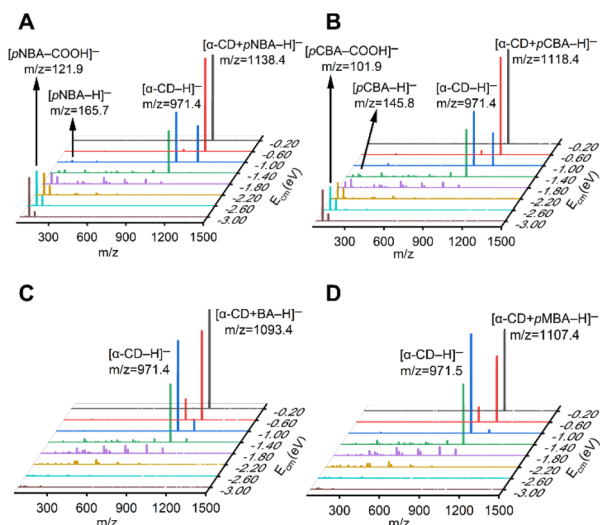 A
[pNBA–COOH]⁻
m/z=121.9
[pNBA–H]⁻
m/z=165.7
[α-CD–H]⁻
m/z=971.4
[α-CD+pNBA–H]⁻
m/z=1138.4
-0.20
-0.60
-1.00
-1.40
-1.80
-2.20
-2.60
-3.00
E_cm(eV)
300 600 900 1200 1500
m/z
B
[pCBA–COOH]⁻
m/z=101.9
[pCBA–H]⁻
m/z=145.8
[α-CD–H]⁻
m/z=971.4
[α-CD+pCBA–H]⁻
m/z=1118.4
-0.20
-0.60
-1.00
-1.40
-1.80
-2.20
-2.60
-3.00
E_cm(eV)
300 600 900 1200 1500
m/z
C
[α-CD–H]⁻
m/z=971.4
[α-CD+BA–H]⁻
m/z=1093.4
-0.20
-0.60
-1.00
-1.40
-1.80
-2.20
-2.60
-3.00
E_cm(eV)
300 600 900 1200 1500
m/z
D
[α-CD–H]⁻
m/z=971.5
[α-CD+pMBA–H]⁻
m/z=1107.4
-0.20
-0.60
-1.00
-1.40
-1.80
-2.20
-2.60
-3.00
E_cm(eV)
300 600 900 1200 1500
m/z